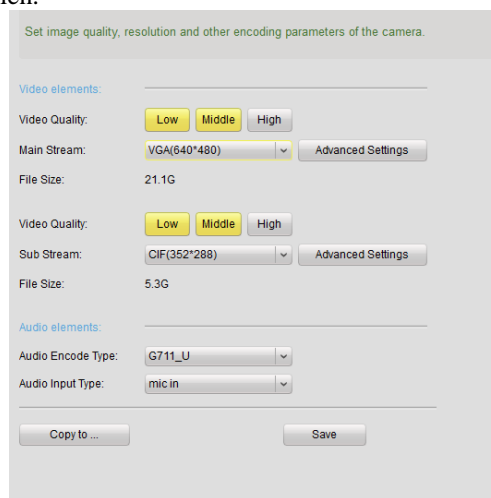 Set image quality, resolution and other encoding parameters of the camera.
Video elements:
Video Quality: Low Middle High
Main Stream: VGA(640*480) Advanced Settings
File Size: 21.1G
Video Quality: Low Middle High
Sub Stream: CIF(352*288) Advanced Settings
File Size: 5.3G
Audio elements:
Audio Encode Type: G711_U
Audio Input Type: mic in
Copy to ... Save